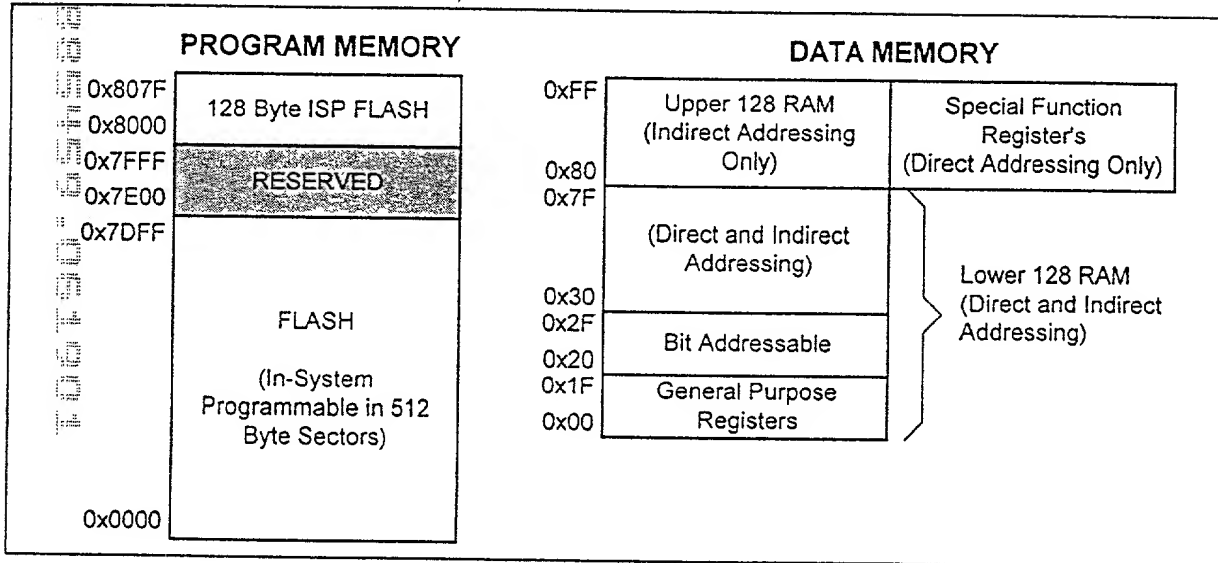 PROGRAM MEMORY
0x807F
128 Byte ISP FLASH
0x8000
0x7FFF
RESERVED
0x7E00
0x7DFF
FLASH
(In-System
Programmable in 512
Byte Sectors)
0x0000
DATA MEMORY
0xFF
Upper 128 RAM
(Indirect Addressing
Only)
0x80
Special Function
Register's
(Direct Addressing Only)
0x7F
(Direct and Indirect
Addressing)
0x30
0x2F
Bit Addressable
0x20
0x1F
General Purpose
Registers
0x00
Lower 128 RAM
(Direct and Indirect
Addressing)